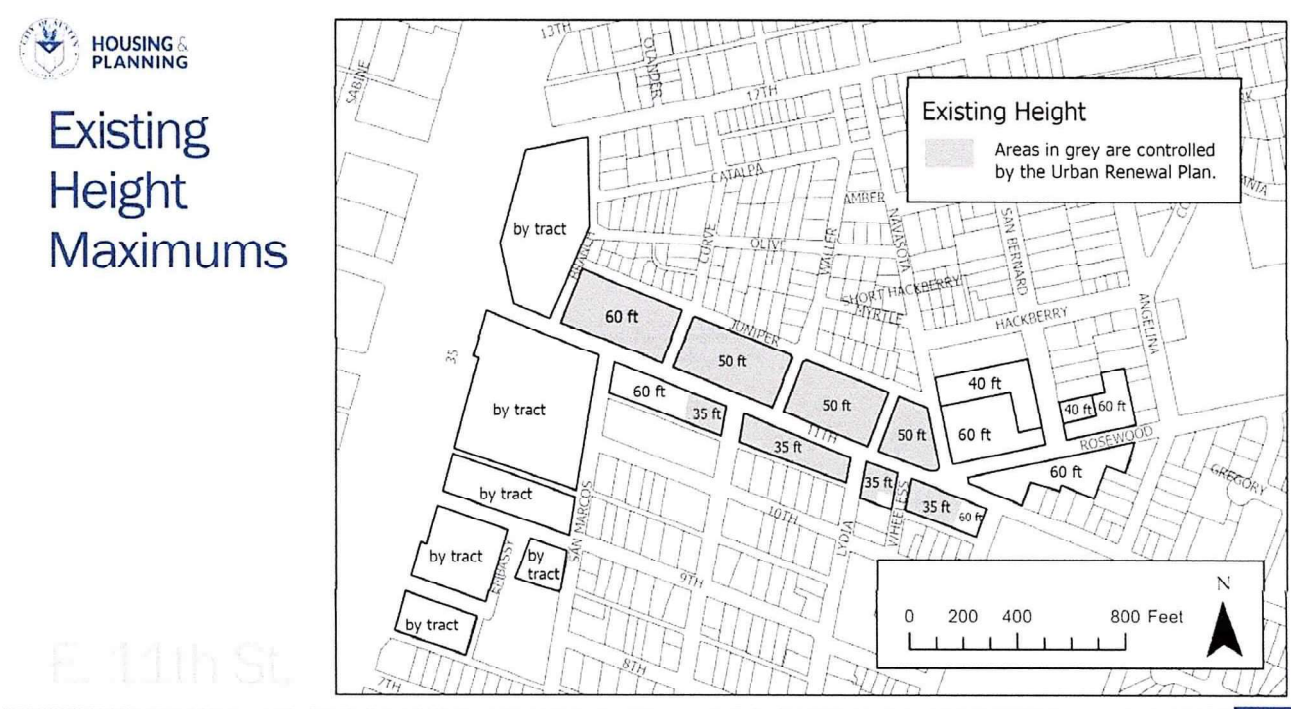 CITY OF AUSTIN
HOUSING &
PLANNING
Existing
Height
Maximums
E. 11th St.
Existing Height
Areas in grey are controlled
by the Urban Renewal Plan.
13TH
OLANDER
SABINE
12TH
CATALPA
AMBER
NAVASOTA
SAN BERNARD
by tract
BRANCH
CURVE
OLIVE
WALLER
SHORT HACKBERRY
MYRTLE
HACKBERRY
ANGELINA
60 ft
JUNIPER
50 ft
35
by tract
60 ft
35 ft
50 ft
11TH
50 ft
40 ft
60 ft
40 ft
60 ft
ROSEWOOD
35 ft
60 ft
GREGORY
by tract
SAN MARCOS
10TH
LYDIA
35 ft
WHEELESS
35 ft
60 ft
by tract
EMBASSY
by
tract
9TH
by tract
8TH
7TH
N
0 200 400 800 Feet